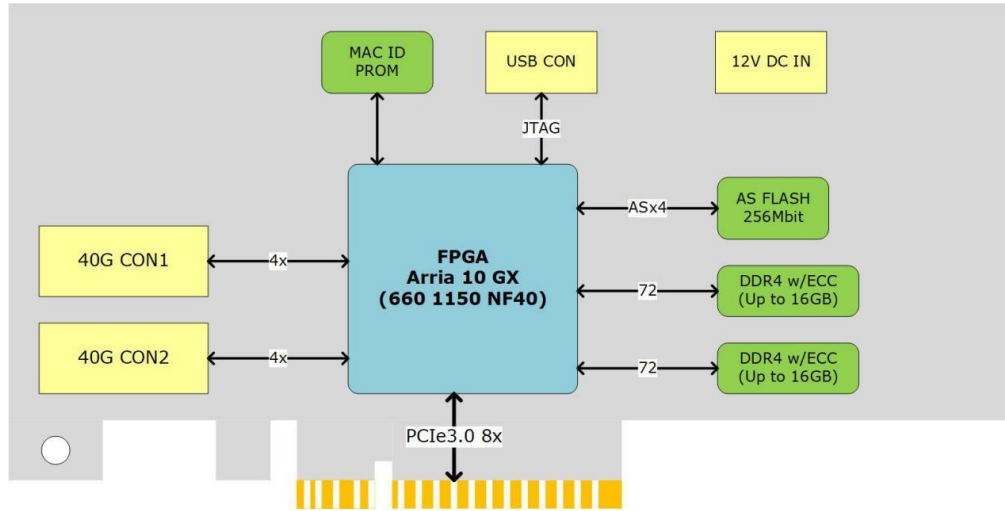 MAC ID
PROM
USB CON
12V DC IN
JTAG
ASx4
AS FLASH
256Mbit
40G CON1
4x
FPGA
Arria 10 GX
(660 1150 NF40)
72
DDR4 w/ECC
(Up to 16GB)
40G CON2
4x
72
DDR4 w/ECC
(Up to 16GB)
PCIe3.0 8x